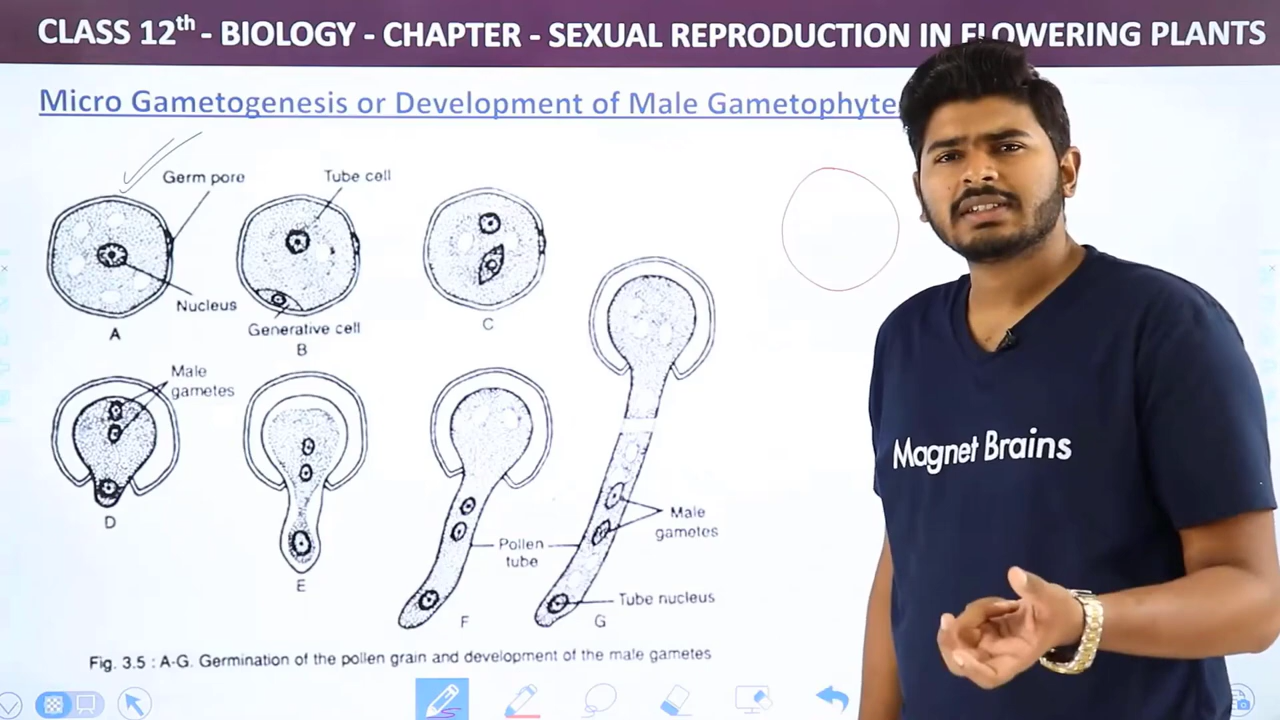 CLASS 12th - BIOLOGY - CHAPTER - SEXUAL REPRODUCTION IN FLOWERING PLANTS
Micro Gametogenesis or Development of Male Gametophyte
Germ pore
Tube cell
Nucleus
Generative cell
A
B
C
Male
gametes
D
E
Pollen
tube
F
Male
gametes
Tube nucleus
G
Fig. 3.5 : A-G. Germination of the pollen grain and development of the male gametes
Magnet Brains